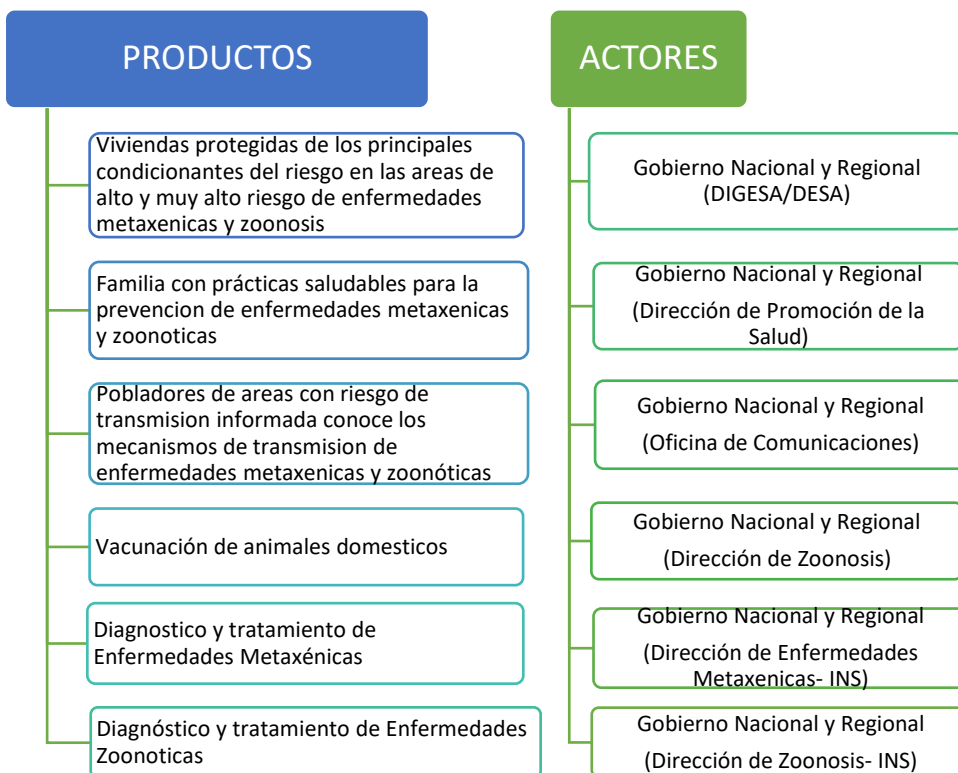 PRODUCTOS
Viviendas protegidas de los principales
condicionantes del riesgo en las areas de
alto y muy alto riesgo de enfermedades
metaxenicas y zoonosis
Familia con prácticas saludables para la
prevencion de enfermedades metaxenicas
y zoonoticas
Pobladores de areas con riesgo de
transmision informada conoce los
mecanismos de transmision de
enfermedades metaxenicas y zoonóticas
Vacunación de animales domesticos
Diagnostico y tratamiento de
Enfermedades Metaxénicas
Diagnóstico y tratamiento de Enfermedades
Zoonoticas
ACTORES
Gobierno Nacional y Regional
(DIGESA/DESA)
Gobierno Nacional y Regional
(Dirección de Promoción de la
Salud)
Gobierno Nacional y Regional
(Oficina de Comunicaciones)
Gobierno Nacional y Regional
(Dirección de Zoonosis)
Gobierno Nacional y Regional
(Dirección de Enfermedades
Metaxenicas- INS)
Gobierno Nacional y Regional
(Dirección de Zoonosis- INS)